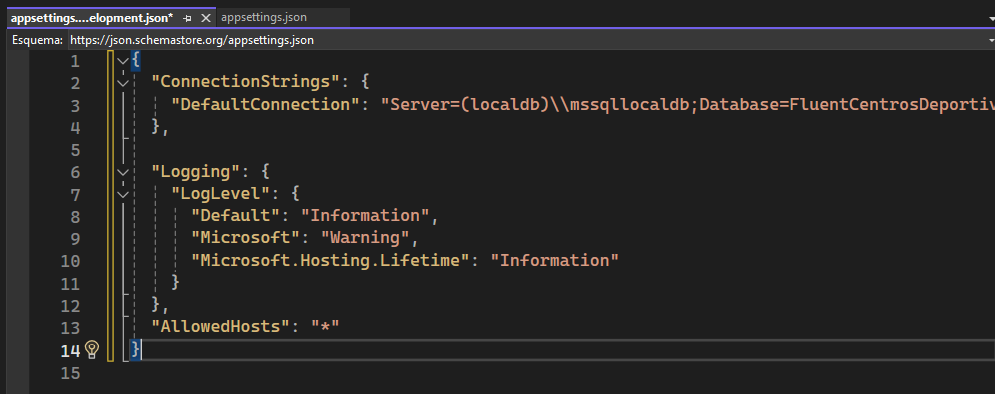 appsettings....elopment.json*
appsettings.json
Esquema: https://json.schemastore.org/appsettings.json
1 {
2 "ConnectionStrings": {
3 "DefaultConnection": "Server=(localdb)\\mssqllocaldb;Database=FluentCentrosDeportiv
4 },
5
6 "Logging": {
7 "LogLevel": {
8 "Default": "Information",
9 "Microsoft": "Warning",
10 "Microsoft.Hosting.Lifetime": "Information"
11 }
12 },
13 "AllowedHosts": "*"
14 }
15